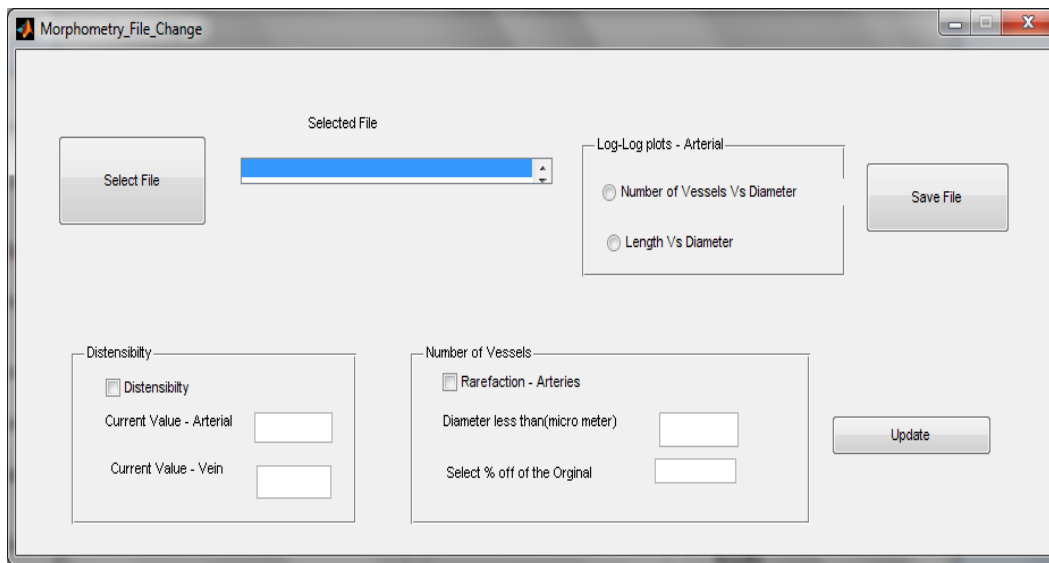 Morphometry_File_Change
Selected File
Select File
Log-Log plots - Arterial
Number of Vessels Vs Diameter
Length Vs Diameter
Save File
Distensibilty
Distensibilty
Current Value - Arterial
Current Value - Vein
Number of Vessels
Rarefaction - Arteries
Diameter less than(micro meter)
Select % off of the Orginal
Update